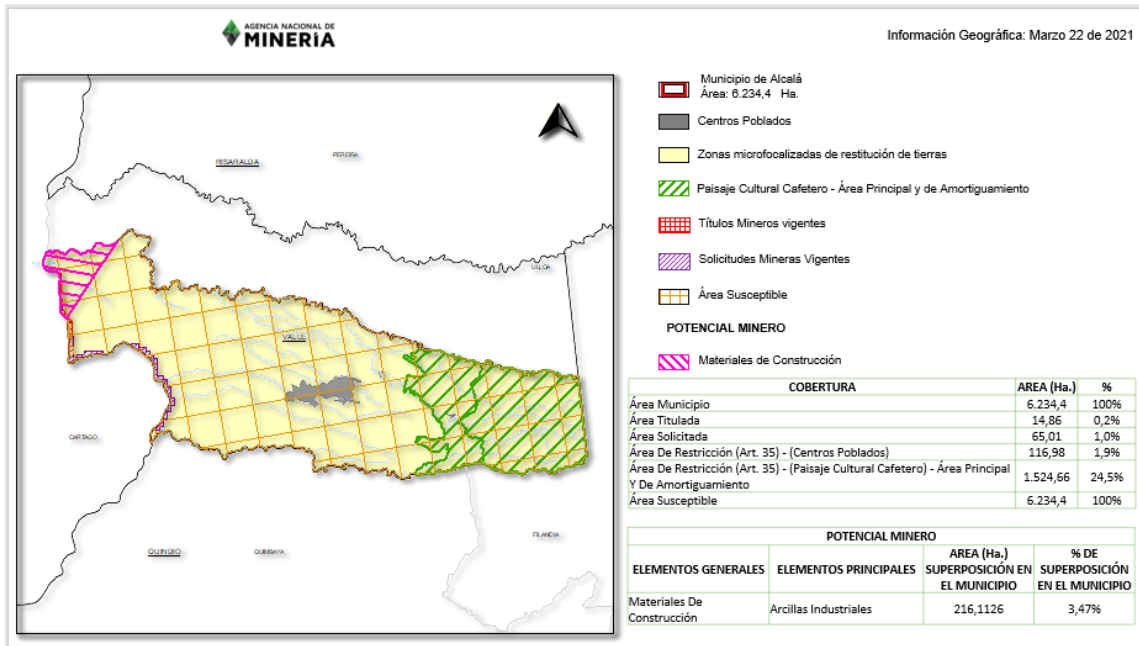 AGENCIA NACIONAL DE
MINERÍA
Información Geográfica: Marzo 22 de 2021
RISARALDA
PEREIRA
ULLOA
VALLE
CARTAGO
QUINDIO
QUIMBAYA
FILANDIA
Municipio de Alcalá
Área: 6.234,4 Ha.
Centros Poblados
Zonas microfocalizadas de restitución de tierras
Paisaje Cultural Cafetero - Área Principal y de Amortiguamiento
Títulos Mineros vigentes
Solicitudes Mineras Vigentes
Área Susceptible
POTENCIAL MINERO
Materiales de Construcción
COBERTURA AREA (Ha.) %
Área Municipio 6.234,4 100%
Área Titulada 14,86 0,2%
Área Solicitada 65,01 1,0%
Área De Restricción (Art. 35) - (Centros Poblados) 116,98 1,9%
Área De Restricción (Art. 35) - (Paisaje Cultural Cafetero) - Área Principal
Y De Amortiguamiento 1.524,66 24,5%
Área Susceptible 6.234,4 100%
POTENCIAL MINERO
ELEMENTOS GENERALES ELEMENTOS PRINCIPALES AREA (Ha.) SUPERPOSICIÓN EN EL MUNICIPIO % DE SUPERPOSICIÓN EN EL MUNICIPIO
Materiales De
Construcción Arcillas Industriales 216,1126 3,47%